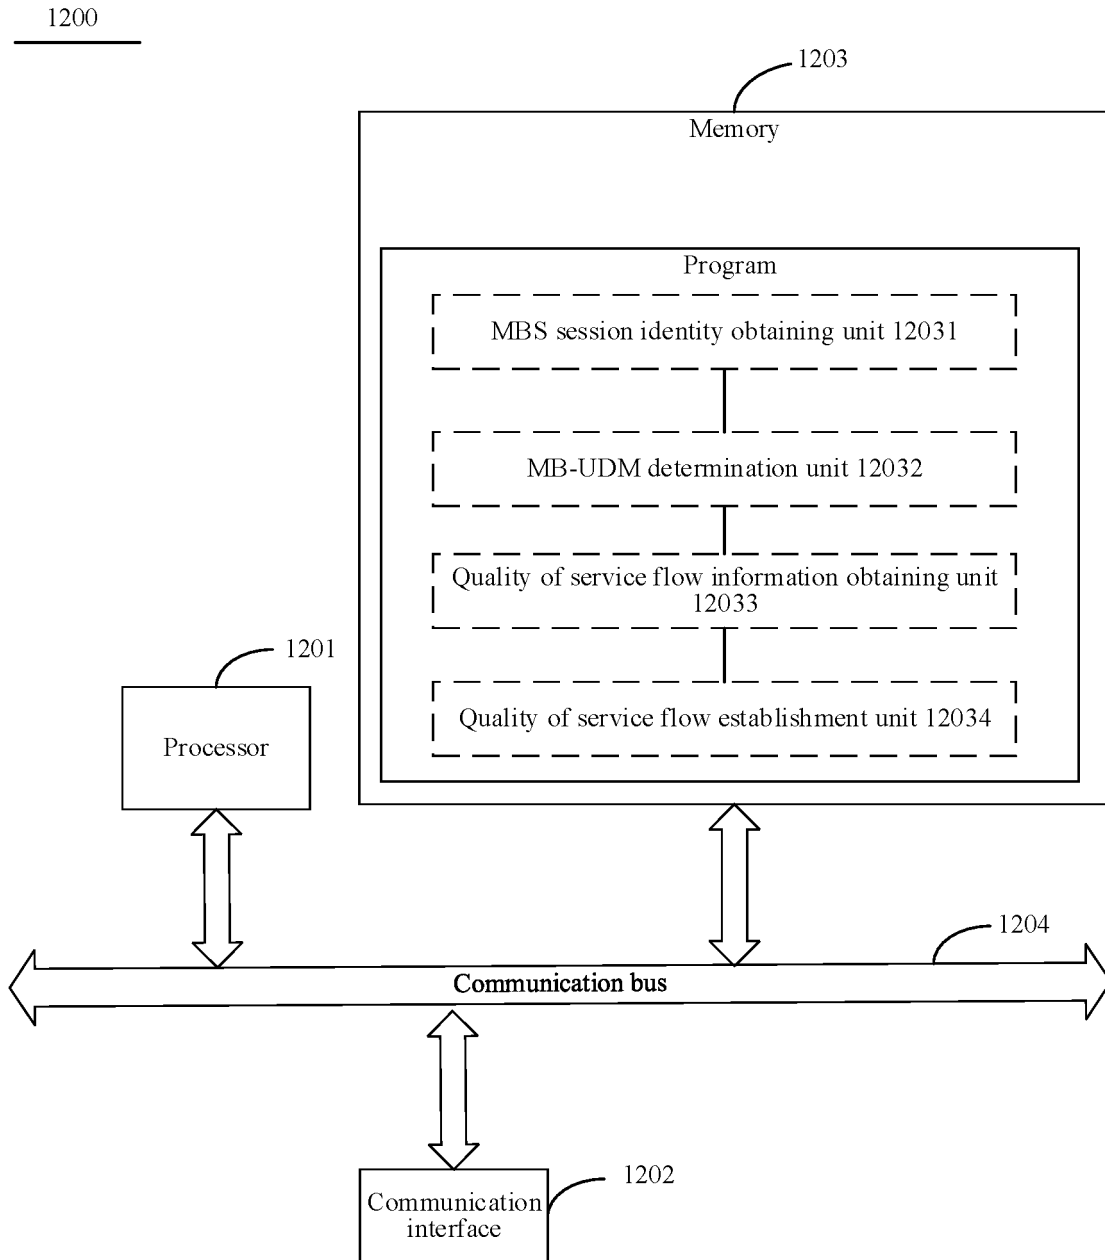 1200
1203
Memory
Program
MBS session identity obtaining unit 12031
MB-UDM determination unit 12032
Quality of service flow information obtaining unit
12033
Quality of service flow establishment unit 12034
1201
Processor
1204
Communication bus
1202
Communication
interface